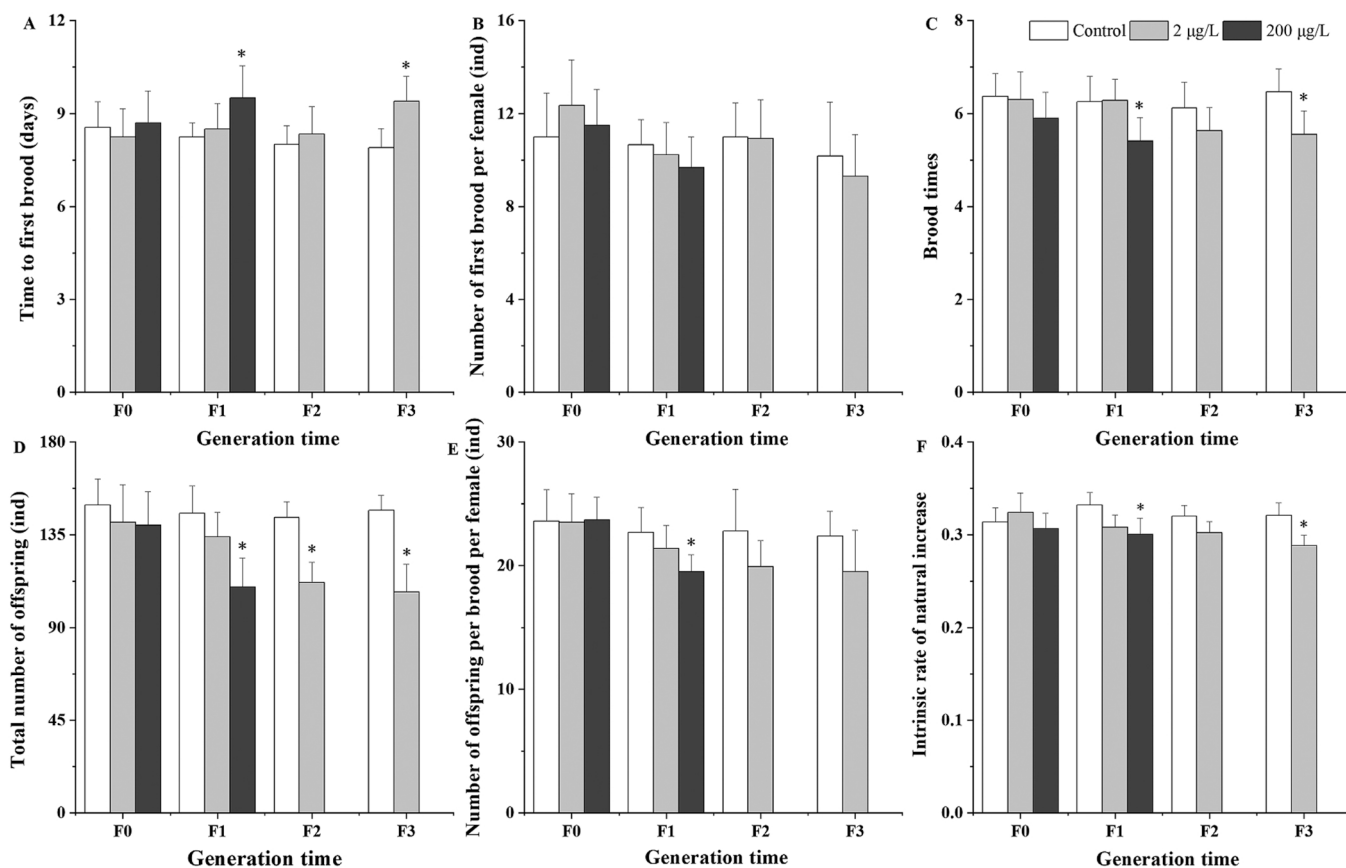 A
Time to first brood (days)
12
9
6
3
0
*
*
F0 F1 F2 F3
Generation time
B
Number of first brood per female (ind)
16
12
8
4
0
F0 F1 F2 F3
Generation time
C
Control 2 μg/L 200 μg/L
Brood times
8
6
4
2
0
*
*
F0 F1 F2 F3
Generation time
D
Total number of offspring (ind)
180
135
90
45
0
*
*
*
F0 F1 F2 F3
Generation time
E
Number of offspring per brood per female (ind)
30
20
10
0
*
F0 F1 F2 F3
Generation time
F
Intrinsic rate of natural increase
0.4
0.3
0.2
0.1
0.0
*
*
F0 F1 F2 F3
Generation time